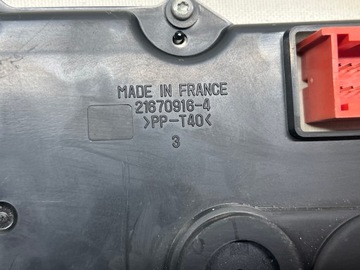 MADE IN FRANCE
21670916-4
>PP-T40<
3